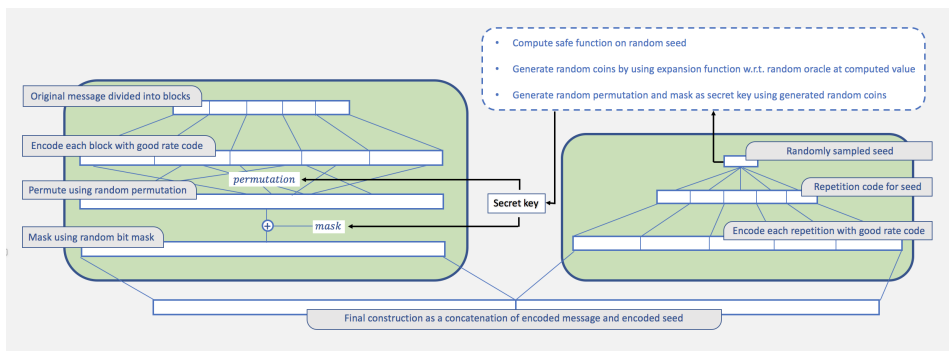 • Compute safe function on random seed
• Generate random coins by using expansion function w.r.t. random oracle at computed value
• Generate random permutation and mask as secret key using generated random coins
Original message divided into blocks
Encode each block with good rate code
permutation
Permute using random permutation
Secret key
mask
Mask using random bit mask
Randomly sampled seed
Repetition code for seed
Encode each repetition with good rate code
Final construction as a concatenation of encoded message and encoded seed